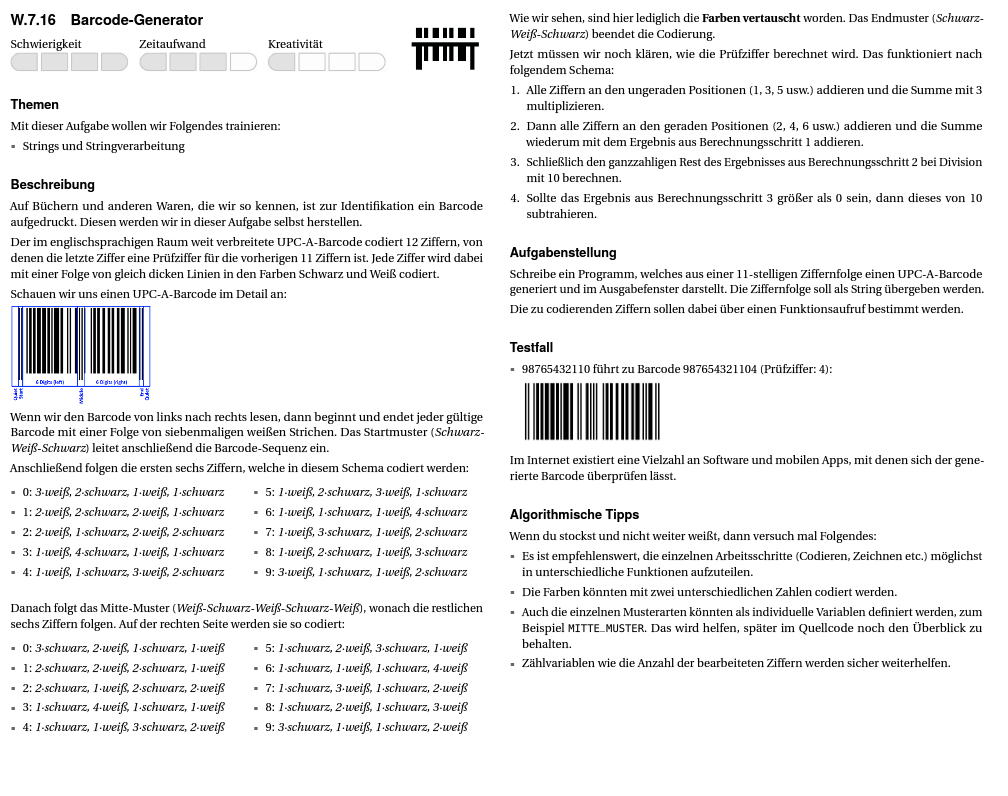 W.7.16 Barcode-Generator
Schwierigkeit Zeitaufwand Kreativität
Themen
Mit dieser Aufgabe wollen wir Folgendes trainieren:
▪ Strings und Stringverarbeitung
Beschreibung
Auf Büchern und anderen Waren, die wir so kennen, ist zur Identifikation ein Barcode
aufgedruckt. Diesen werden wir in dieser Aufgabe selbst herstellen.
Der im englischsprachigen Raum weit verbreitete UPC-A-Barcode codiert 12 Ziffern, von
denen die letzte Ziffer eine Prüfziffer für die vorherigen 11 Ziffern ist. Jede Ziffer wird dabei
mit einer Folge von gleich dicken Linien in den Farben Schwarz und Weiß codiert.
Schauen wir uns einen UPC-A-Barcode im Detail an:
6 Digits (left) 6 Digits (right)
Quiet
Start
Middle
End
Quiet
Wenn wir den Barcode von links nach rechts lesen, dann beginnt und endet jeder gültige
Barcode mit einer Folge von siebenmaligen weißen Strichen. Das Startmuster (Schwarz-
Weiß-Schwarz) leitet anschließend die Barcode-Sequenz ein.
Anschließend folgen die ersten sechs Ziffern, welche in diesem Schema codiert werden:
▪ 0: 3·weiß, 2·schwarz, 1·weiß, 1·schwarz
▪ 1: 2·weiß, 2·schwarz, 2·weiß, 1·schwarz
▪ 2: 2·weiß, 1·schwarz, 2·weiß, 2·schwarz
▪ 3: 1·weiß, 4·schwarz, 1·weiß, 1·schwarz
▪ 4: 1·weiß, 1·schwarz, 3·weiß, 2·schwarz
▪ 5: 1·weiß, 2·schwarz, 3·weiß, 1·schwarz
▪ 6: 1·weiß, 1·schwarz, 1·weiß, 4·schwarz
▪ 7: 1·weiß, 3·schwarz, 1·weiß, 2·schwarz
▪ 8: 1·weiß, 2·schwarz, 1·weiß, 3·schwarz
▪ 9: 3·weiß, 1·schwarz, 1·weiß, 2·schwarz
Danach folgt das Mitte-Muster (Weiß-Schwarz-Weiß-Schwarz-Weiß), wonach die restlichen
sechs Ziffern folgen. Auf der rechten Seite werden sie so codiert:
▪ 0: 3·schwarz, 2·weiß, 1·schwarz, 1·weiß
▪ 1: 2·schwarz, 2·weiß, 2·schwarz, 1·weiß
▪ 2: 2·schwarz, 1·weiß, 2·schwarz, 2·weiß
▪ 3: 1·schwarz, 4·weiß, 1·schwarz, 1·weiß
▪ 4: 1·schwarz, 1·weiß, 3·schwarz, 2·weiß
▪ 5: 1·schwarz, 2·weiß, 3·schwarz, 1·weiß
▪ 6: 1·schwarz, 1·weiß, 1·schwarz, 4·weiß
▪ 7: 1·schwarz, 3·weiß, 1·schwarz, 2·weiß
▪ 8: 1·schwarz, 2·weiß, 1·schwarz, 3·weiß
▪ 9: 3·schwarz, 1·weiß, 1·schwarz, 2·weiß
Wie wir sehen, sind hier lediglich die Farben vertauscht worden. Das Endmuster (Schwarz-
Weiß-Schwarz) beendet die Codierung.
Jetzt müssen wir noch klären, wie die Prüfziffer berechnet wird. Das funktioniert nach
folgendem Schema:
1. Alle Ziffern an den ungeraden Positionen (1, 3, 5 usw.) addieren und die Summe mit 3
multiplizieren.
2. Dann alle Ziffern an den geraden Positionen (2, 4, 6 usw.) addieren und die Summe
wiederum mit dem Ergebnis aus Berechnungsschritt 1 addieren.
3. Schließlich den ganzzahligen Rest des Ergebnisses aus Berechnungsschritt 2 bei Division
mit 10 berechnen.
4. Sollte das Ergebnis aus Berechnungsschritt 3 größer als 0 sein, dann dieses von 10
subtrahieren.
Aufgabenstellung
Schreibe ein Programm, welches aus einer 11-stelligen Ziffernfolge einen UPC-A-Barcode
generiert und im Ausgabefenster darstellt. Die Ziffernfolge soll als String übergeben werden.
Die zu codierenden Ziffern sollen dabei über einen Funktionsaufruf bestimmt werden.
Testfall
▪ 98765432110 führt zu Barcode 987654321104 (Prüfziffer: 4):
Im Internet existiert eine Vielzahl an Software und mobilen Apps, mit denen sich der gene-
rierte Barcode überprüfen lässt.
Algorithmische Tipps
Wenn du stockst und nicht weiter weißt, dann versuch mal Folgendes:
▪ Es ist empfehlenswert, die einzelnen Arbeitsschritte (Codieren, Zeichnen etc.) möglichst
in unterschiedliche Funktionen aufzuteilen.
▪ Die Farben könnten mit zwei unterschiedlichen Zahlen codiert werden.
▪ Auch die einzelnen Musterarten könnten als individuelle Variablen definiert werden, zum
Beispiel MITTE_MUSTER. Das wird helfen, später im Quellcode noch den Überblick zu
behalten.
▪ Zählvariablen wie die Anzahl der bearbeiteten Ziffern werden sicher weiterhelfen.